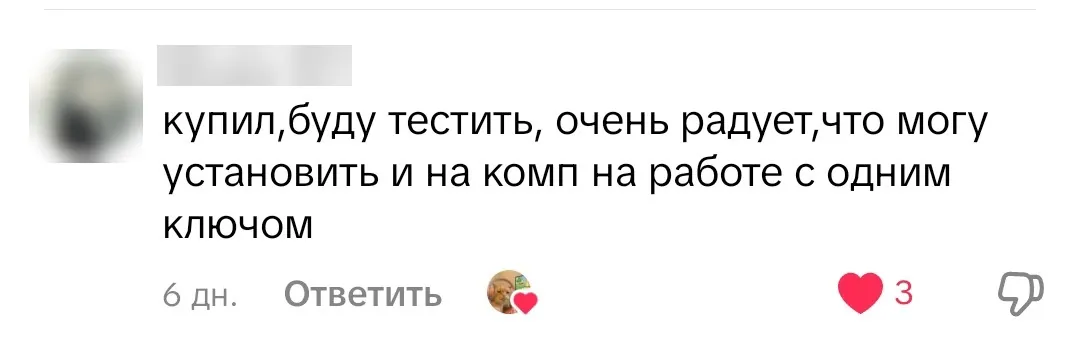 купил,буду тестить, очень радует,что могу
установить и на комп на работе с одним
ключом
6 дн. Ответить 3